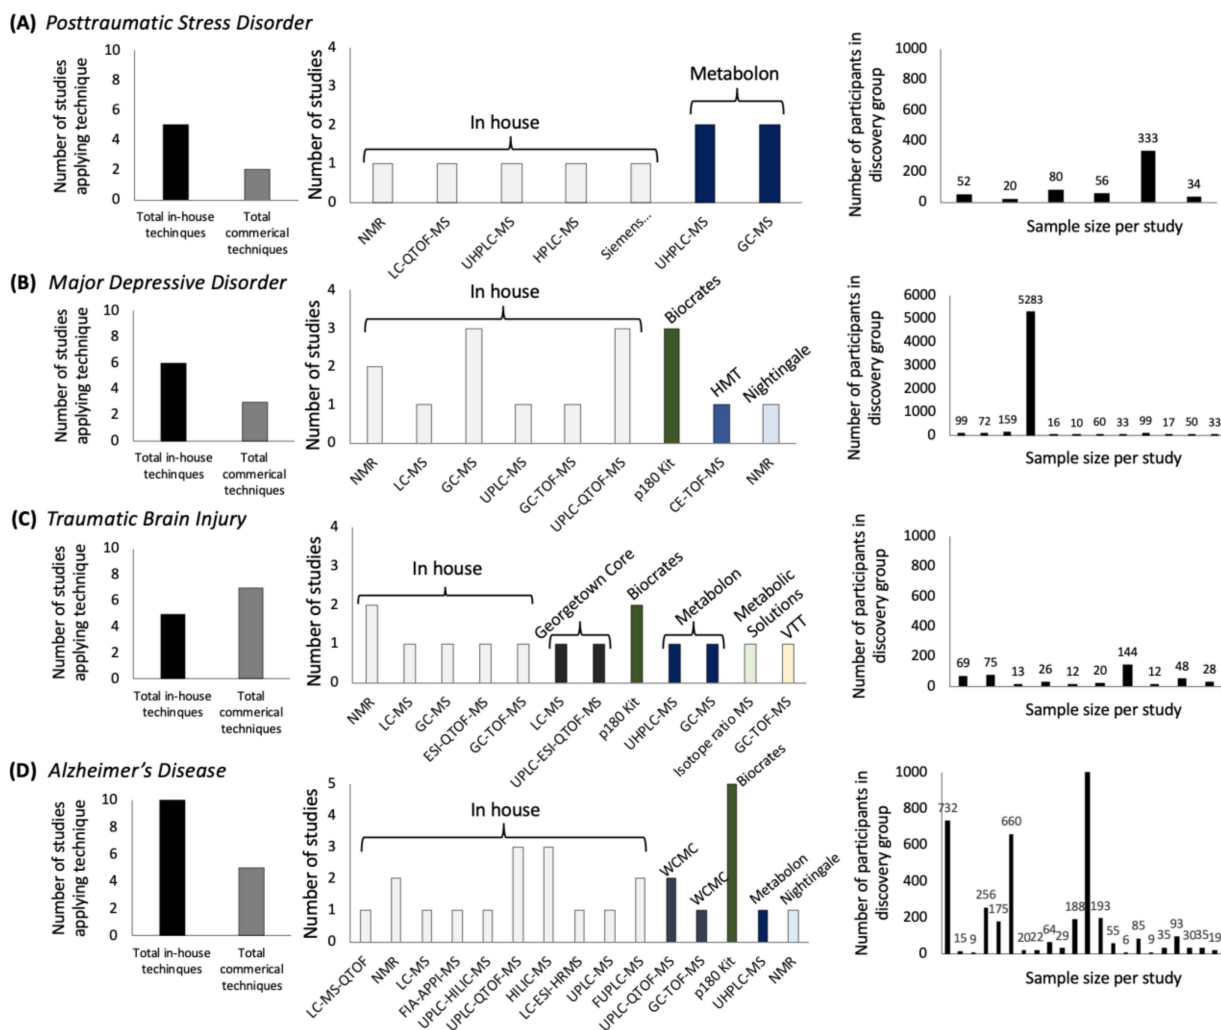 (A) Posttraumatic Stress Disorder
Number of studies
applying technique
10
8
6
4
2
0
Total in-house
techinques
Total
commerical
techniques
Number of studies
4
3
2
1
0
In house
Metabolon
NMR
LC-QTOF-MS
UHPLC-MS
HPLC-MS
Siemens...
UHPLC-MS
GC-MS
Number of participants in
discovery group
1000
800
600
400
200
0
52
20
80
56
333
34
Sample size per study
(B) Major Depressive Disorder
Number of studies
applying technique
10
8
6
4
2
0
Total in-house
techinques
Total
commerical
techniques
Number of studies
4
3
2
1
0
In house
Biocrates
HMT
Nightingale
NMR
LC-MS
GC-MS
UPLC-MS
GC-TOF-MS
UPLC-QTOF-MS
p180 Kit
CE-TOF-MS
NMR
Number of participants in
discovery group
6000
5000
4000
3000
2000
1000
0
99
72
159
5283
16
10
60
33
99
17
50
33
Sample size per study
(C) Traumatic Brain Injury
Number of studies
applying technique
10
8
6
4
2
0
Total in-house
techinques
Total
commerical
techniques
Number of studies
4
3
2
1
0
In house
Georgetown Core
Biocrates
Metabolon
Metabolic
Solutions
VTT
NMR
LC-MS
GC-MS
ESI-QTOF-MS
GC-TOF-MS
LC-MS
UPLC-ESI-QTOF-MS
p180 Kit
UHPLC-MS
GC-MS
Isotope ratio MS
GC-TOF-MS
Number of participants in
discovery group
1000
800
600
400
200
0
69
75
13
26
12
20
144
12
48
28
Sample size per study
(D) Alzheimer's Disease
Number of studies
applying technique
10
8
6
4
2
0
Total in-house
techinques
Total
commerical
techniques
Number of studies
5
4
3
2
1
0
In house
WCMC
WCMC
Biocrates
Metabolon
Nightingale
LC-MS-QTOF
NMR
LC-MS
FIA-APPI-MS
UPLC-HILIC-MS
UPLC-QTOF-MS
HILIC-MS
LC-ESI-HRMS
UPLC-MS
FUPLC-MS
UPLC-QTOF-MS
GC-TOF-MS
p180 Kit
UHPLC-MS
NMR
Number of participants in
discovery group
1000
800
600
400
200
0
732
15
9
256
175
660
20
22
64
29
188
193
55
6
85
9
35
93
30
35
19
Sample size per study